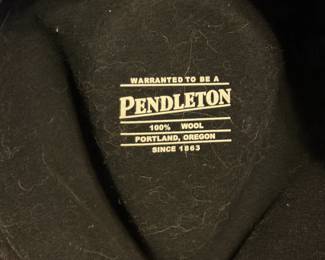 WARRANTED TO BE A
PENDLETON
100% WOOL
PORTLAND, OREGON
SINCE 1863